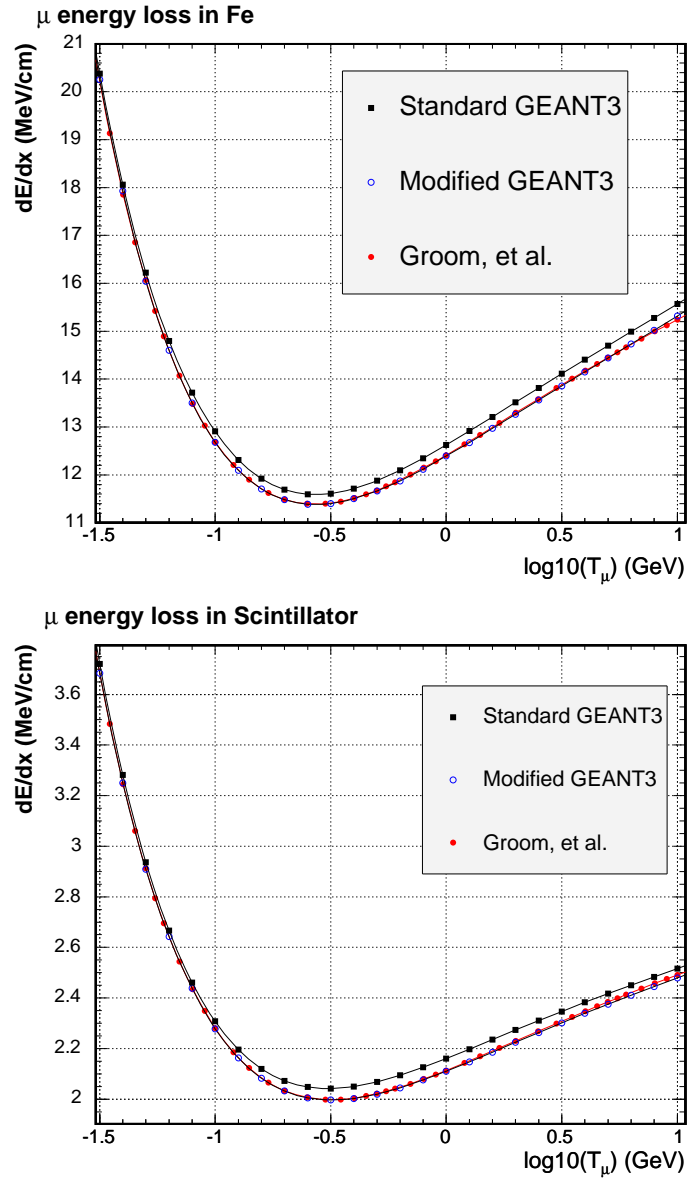 μ energy loss in Fe
dE/dx (MeV/cm)
21
20
19
18
17
16
15
14
13
12
11
Standard GEANT3
Modified GEANT3
Groom, et al.
-1.5 -1 -0.5 0 0.5 1
log10(T_μ) (GeV)
μ energy loss in Scintillator
dE/dx (MeV/cm)
3.6
3.4
3.2
3
2.8
2.6
2.4
2.2
2
Standard GEANT3
Modified GEANT3
Groom, et al.
-1.5 -1 -0.5 0 0.5 1
log10(T_μ) (GeV)